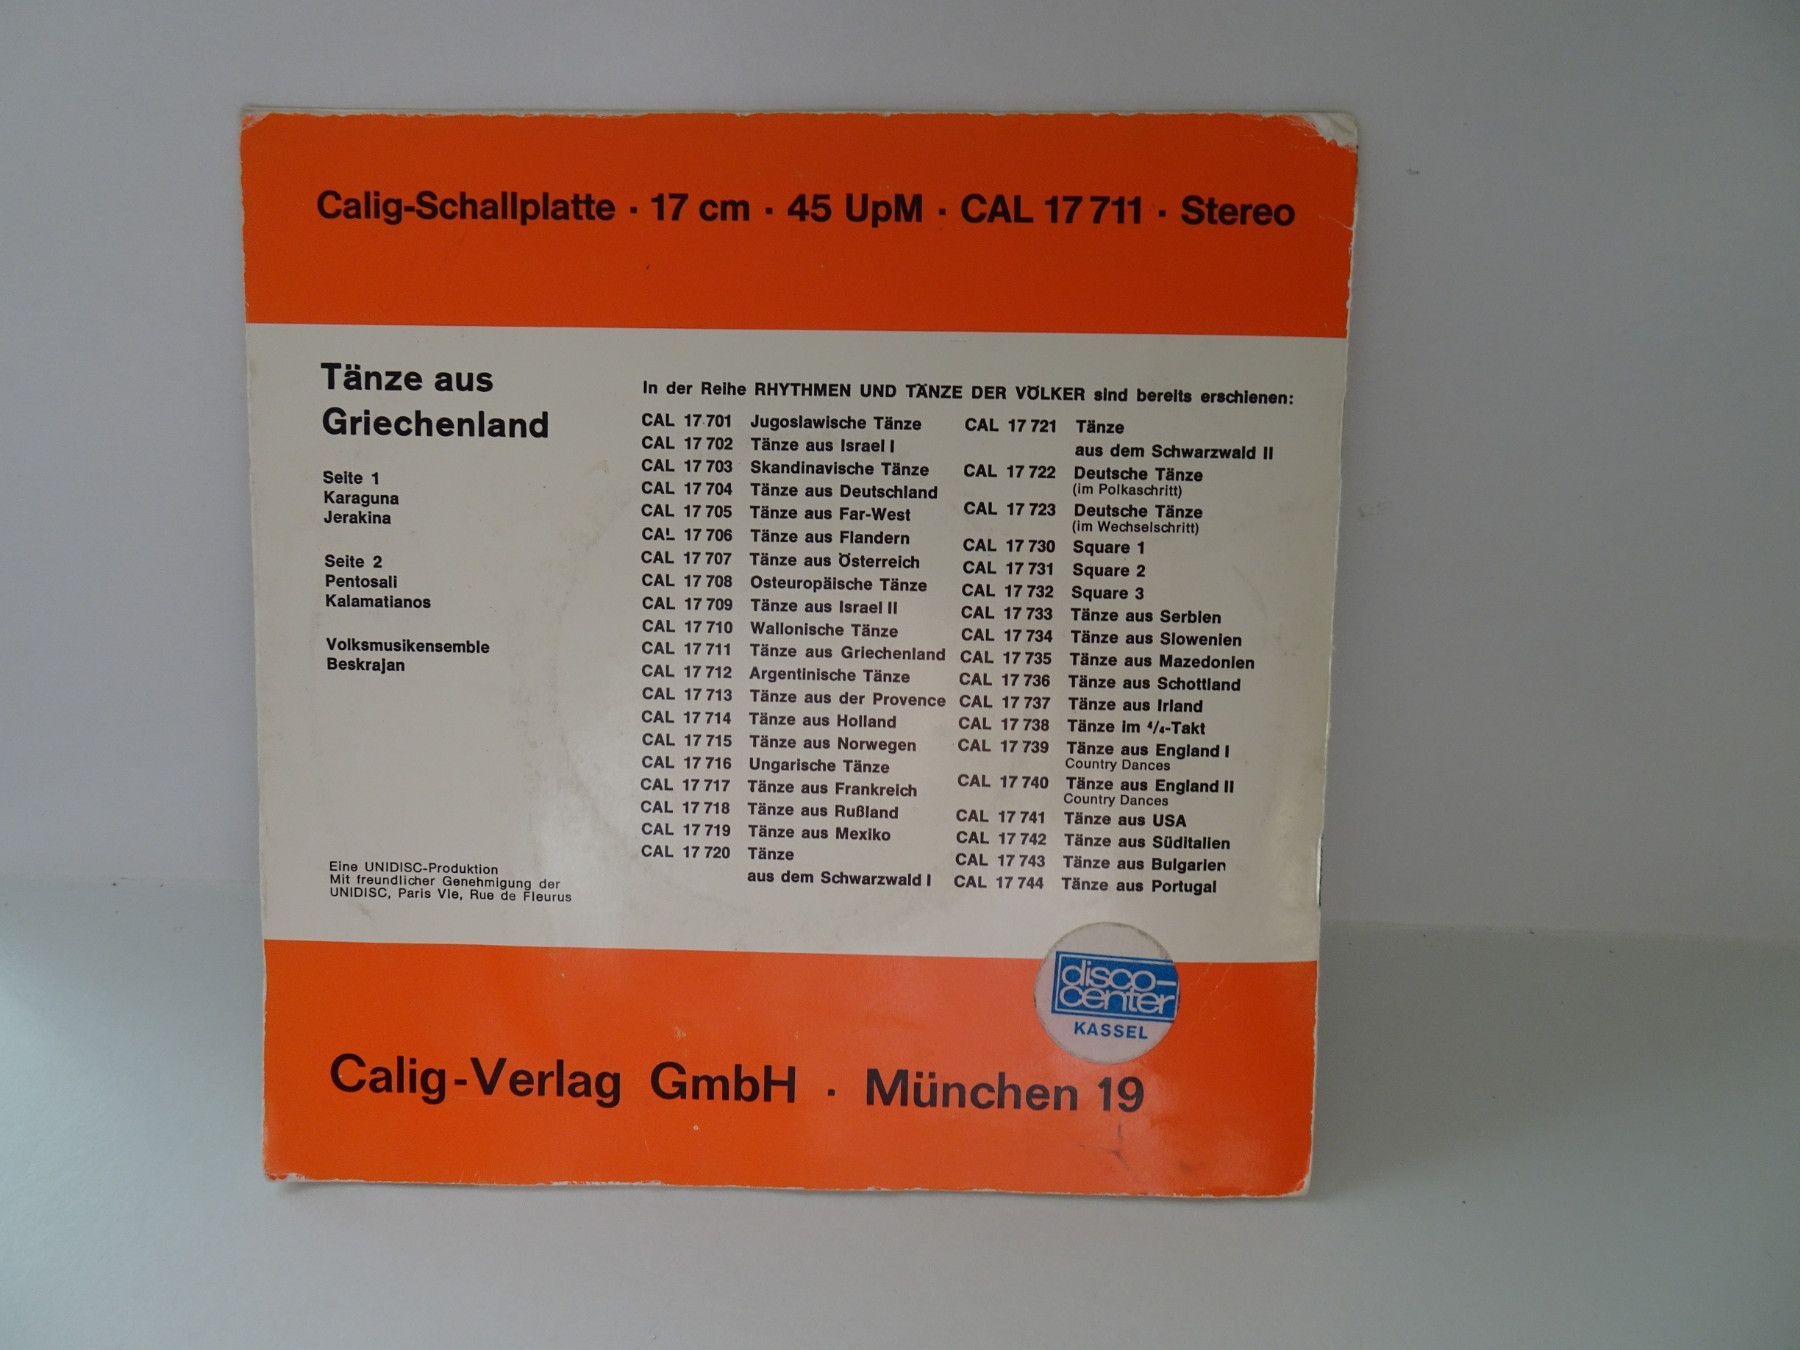 Calig-Schallplatte · 17 cm · 45 UpM · CAL 17 711 · Stereo
Tänze aus
Griechenland
Seite 1
Karaguna
Jerakina
Seite 2
Pentosali
Kalamatianos
Volksmusikensemble
Beskrajan
Eine UNIDISC-Produktion
Mit freundlicher Genehmigung der
UNIDISC, Paris VIe, Rue de Fleurus
In der Reihe RHYTHMEN UND TÄNZE DER VÖLKER sind bereits erschienen:
CAL 17 701 Jugoslawische Tänze
CAL 17 702 Tänze aus Israel I
CAL 17 703 Skandinavische Tänze
CAL 17 704 Tänze aus Deutschland
CAL 17 705 Tänze aus Far-West
CAL 17 706 Tänze aus Flandern
CAL 17 707 Tänze aus Österreich
CAL 17 708 Osteuropäische Tänze
CAL 17 709 Tänze aus Israel II
CAL 17 710 Wallonische Tänze
CAL 17 711 Tänze aus Griechenland
CAL 17 712 Argentinische Tänze
CAL 17 713 Tänze aus der Provence
CAL 17 714 Tänze aus Holland
CAL 17 715 Tänze aus Norwegen
CAL 17 716 Ungarische Tänze
CAL 17 717 Tänze aus Frankreich
CAL 17 718 Tänze aus Rußland
CAL 17 719 Tänze aus Mexiko
CAL 17 720 Tänze
aus dem Schwarzwald I
CAL 17 721 Tänze
aus dem Schwarzwald II
CAL 17 722 Deutsche Tänze
(im Polkaschritt)
CAL 17 723 Deutsche Tänze
(im Wechselschritt)
CAL 17 730 Square 1
CAL 17 731 Square 2
CAL 17 732 Square 3
CAL 17 733 Tänze aus Serbien
CAL 17 734 Tänze aus Slowenien
CAL 17 735 Tänze aus Mazedonien
CAL 17 736 Tänze aus Schottland
CAL 17 737 Tänze aus Irland
CAL 17 738 Tänze im 4/4-Takt
CAL 17 739 Tänze aus England I
Country Dances
CAL 17 740 Tänze aus England II
Country Dances
CAL 17 741 Tänze aus USA
CAL 17 742 Tänze aus Süditalien
CAL 17 743 Tänze aus Bulgarien
CAL 17 744 Tänze aus Portugal
disco-
center
KASSEL
Calig-Verlag GmbH · München 19